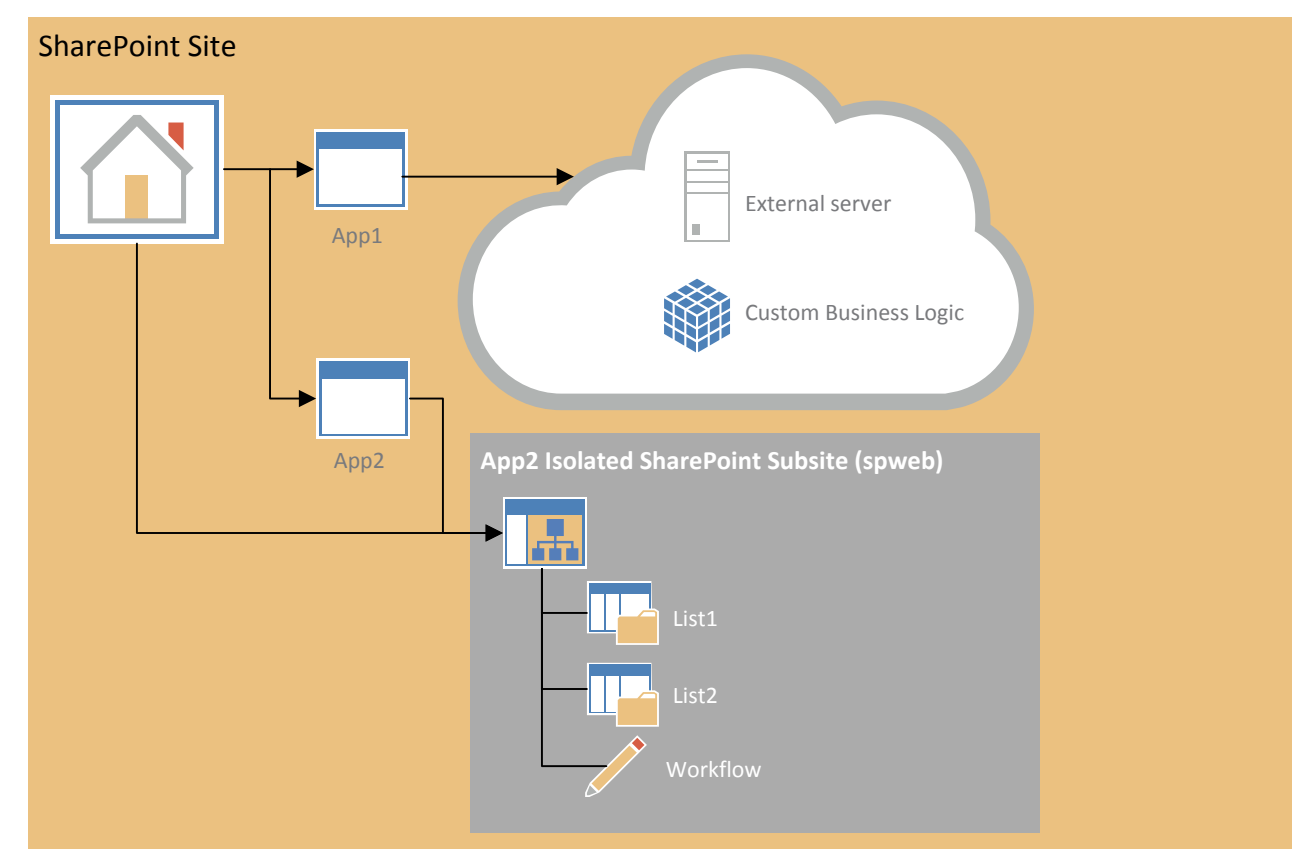 SharePoint Site
App1
External server
Custom Business Logic
App2
App2 Isolated SharePoint Subsite (spweb)
List1
List2
Workflow